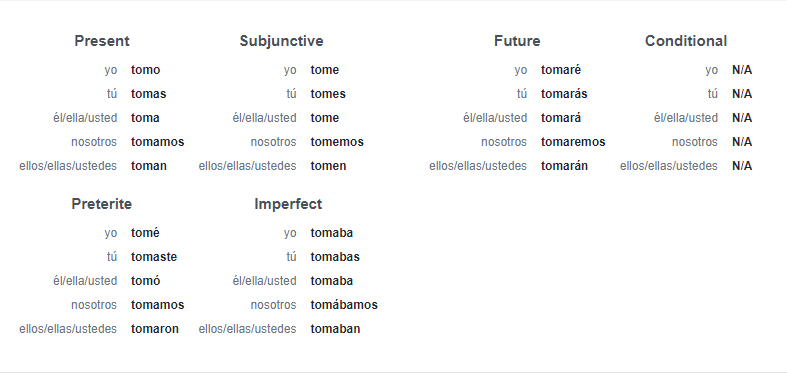 Present
yo tomo
tú tomas
él/ella/usted toma
nosotros tomamos
ellos/ellas/ustedes toman
Subjunctive
yo tome
tú tomes
él/ella/usted tome
nosotros tomemos
ellos/ellas/ustedes tomen
Future
yo tomaré
tú tomarás
él/ella/usted tomará
nosotros tomaremos
ellos/ellas/ustedes tomarán
Conditional
yo N/A
tú N/A
él/ella/usted N/A
nosotros N/A
ellos/ellas/ustedes N/A
Preterite
yo tomé
tú tomaste
él/ella/usted tomó
nosotros tomamos
ellos/ellas/ustedes tomaron
Imperfect
yo tomaba
tú tomabas
él/ella/usted tomaba
nosotros tomábamos
ellos/ellas/ustedes tomaban